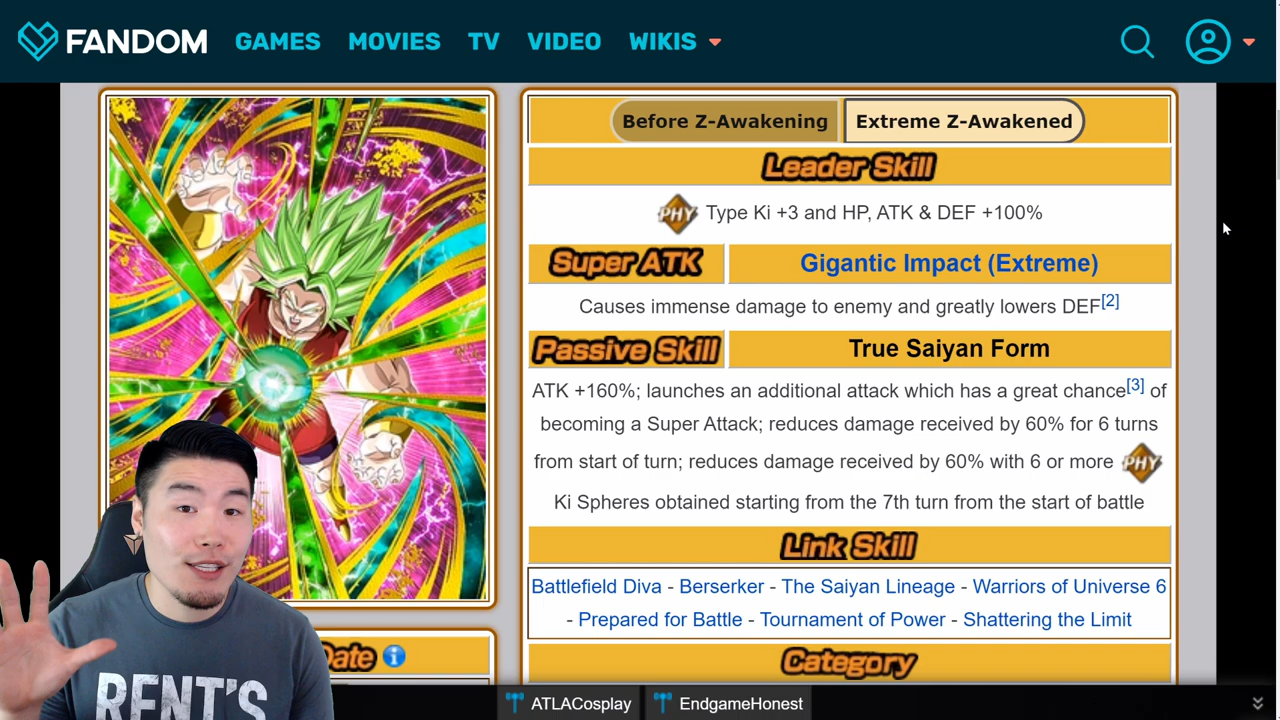 FANDOM GAMES MOVIES TV VIDEO WIKIS
Before Z-Awakening Extreme Z-Awakened
Leader Skill
PHY Type Ki +3 and HP, ATK & DEF +100%
Super ATK Gigantic Impact (Extreme)
Causes immense damage to enemy and greatly lowers DEF[2]
Passive Skill True Saiyan Form
ATK +160%; launches an additional attack which has a great chance[3] of
becoming a Super Attack; reduces damage received by 60% for 6 turns
from start of turn; reduces damage received by 60% with 6 or more PHY
Ki Spheres obtained starting from the 7th turn from the start of battle
Link Skill
Battlefield Diva - Berserker - The Saiyan Lineage - Warriors of Universe 6
- Prepared for Battle - Tournament of Power - Shattering the Limit
Category
Date i
RENT'S
ATLACosplay EndgameHonest